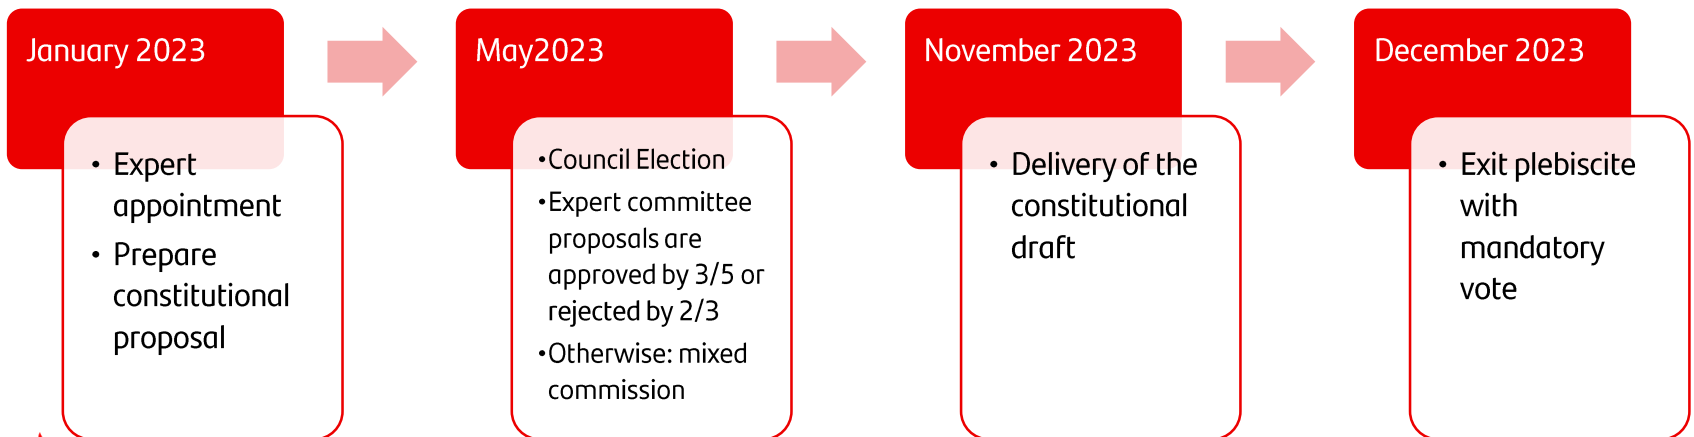 January 2023
• Expert
appointment
• Prepare
constitutional
proposal
May2023
•Council Election
•Expert committee
proposals are
approved by 3/5 or
rejected by 2/3
•Otherwise: mixed
commission
November 2023
• Delivery of the
constitutional
draft
December 2023
• Exit plebiscite
with
mandatory
vote